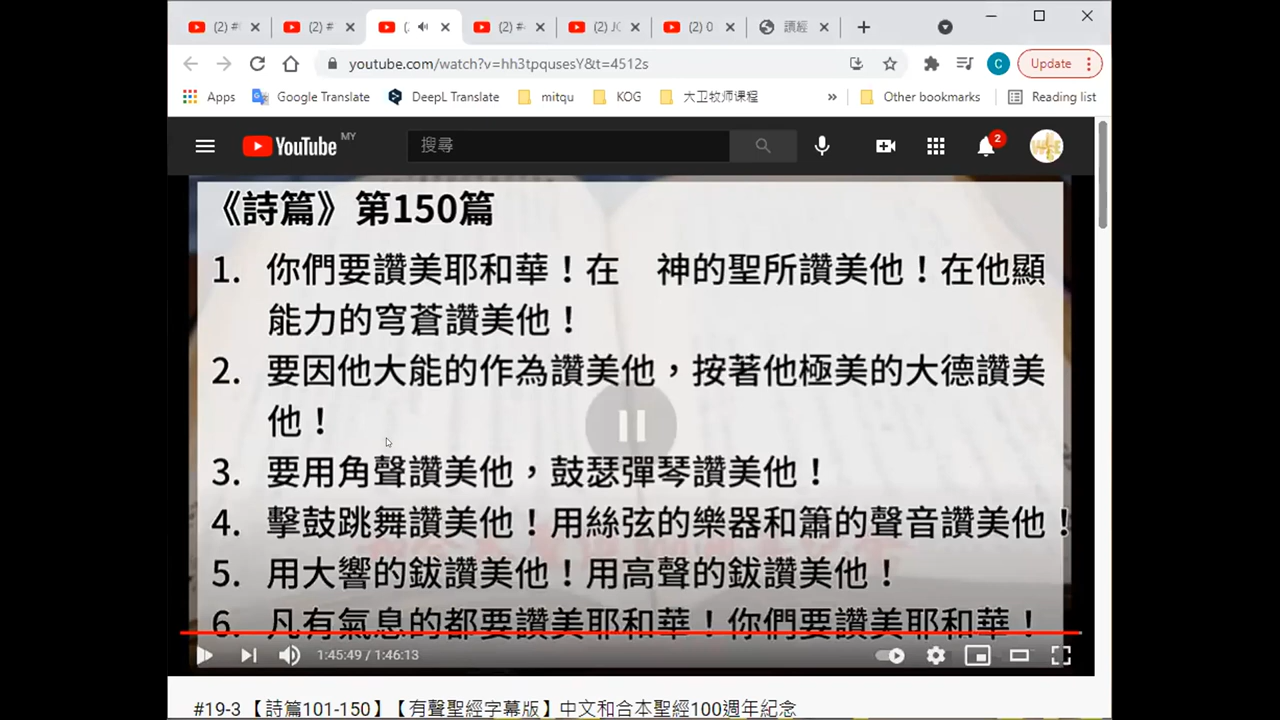 (2) #
(2) #
(
(2) #
(2) JC
(2) 0
讀經
youtube.com/watch?v=hh3tpqusesY&t=4512s
C
Update
Apps
Google Translate
DeepL Translate
mitqu
KOG
大卫牧师课程
»
Other bookmarks
Reading list
YouTube MY
搜尋
2
《詩篇》第150篇
1. 你們要讚美耶和華！在　神的聖所讚美他！在他顯
能力的穹蒼讚美他！
2. 要因他大能的作為讚美他，按著他極美的大德讚美
他！
3. 要用角聲讚美他，鼓瑟彈琴讚美他！
4. 擊鼓跳舞讚美他！用絲弦的樂器和簫的聲音讚美他！
5. 用大響的鈸讚美他！用高聲的鈸讚美他！
6. 凡有氣息的都要讚美耶和華！你們要讚美耶和華！
1:45:49 / 1:46:13
#19-3 【詩篇101-150】【有聲聖經字幕版】中文和合本聖經100週年紀念